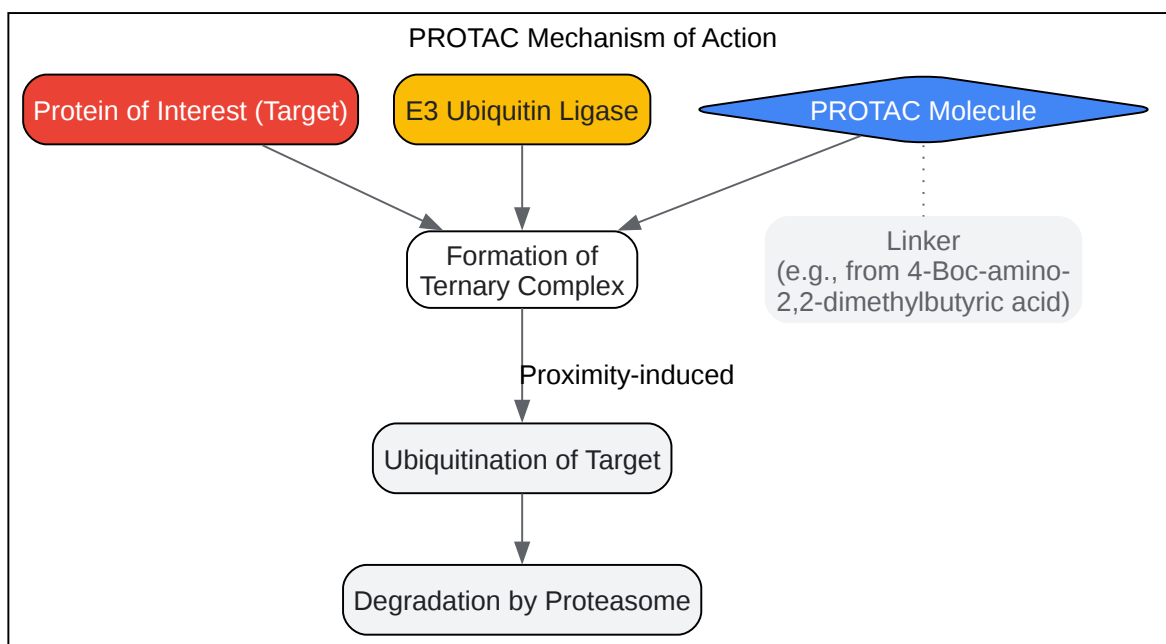 PROTAC Mechanism of Action
Protein of Interest (Target)
E3 Ubiquitin Ligase
PROTAC Molecule
Formation of
Ternary Complex
Linker
(e.g., from 4-Boc-amino-
2,2-dimethylbutyric acid)
Proximity-induced
Ubiquitination of Target
Degradation by Proteasome